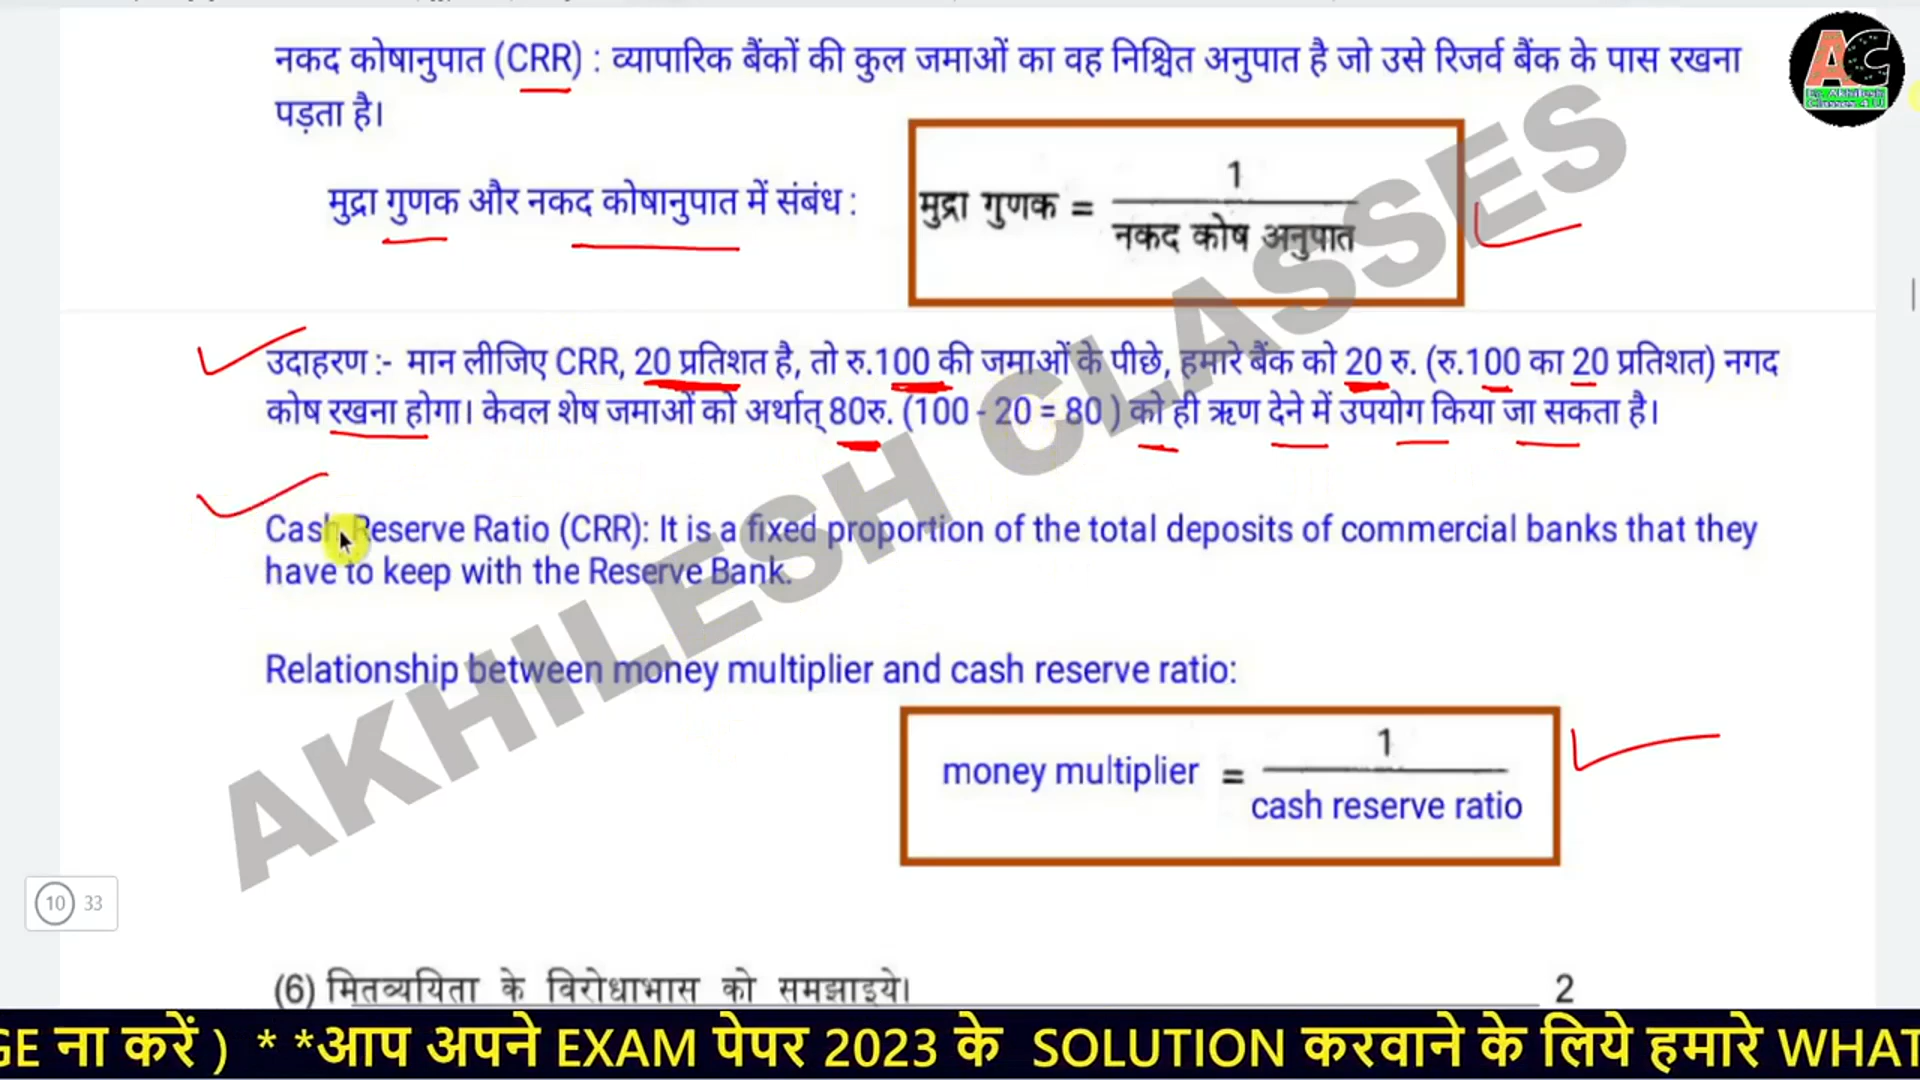 नकद कोषानुपात (CRR) : व्यापारिक बैंकों की कुल जमाओं का वह निश्चित अनुपात है जो उसे रिजर्व बैंक के पास रखना
पड़ता है।
मुद्रा गुणक और नकद कोषानुपात में संबंध :
मुद्रा गुणक = 1
नकद कोष अनुपात
उदाहरण :- मान लीजिए CRR, 20 प्रतिशत है, तो रु.100 की जमाओं के पीछे, हमारे बैंक को 20 रु. (रु.100 का 20 प्रतिशत) नगद
कोष रखना होगा। केवल शेष जमाओं को अर्थात् 80रु. (100 - 20 = 80 ) को ही ऋण देने में उपयोग किया जा सकता है।
Cash Reserve Ratio (CRR): It is a fixed proportion of the total deposits of commercial banks that they
have to keep with the Reserve Bank.
Relationship between money multiplier and cash reserve ratio:
money multiplier = 1
cash reserve ratio
10 33
(6) मितव्ययिता के विरोधाभास को समझाइये। 2
GE ना करें ) * *आप अपने EXAM पेपर 2023 के SOLUTION करवाने के लिये हमारे WHAT
AKHILESH CLASSES
AC
Er. Akhilesh
Classes 4 U